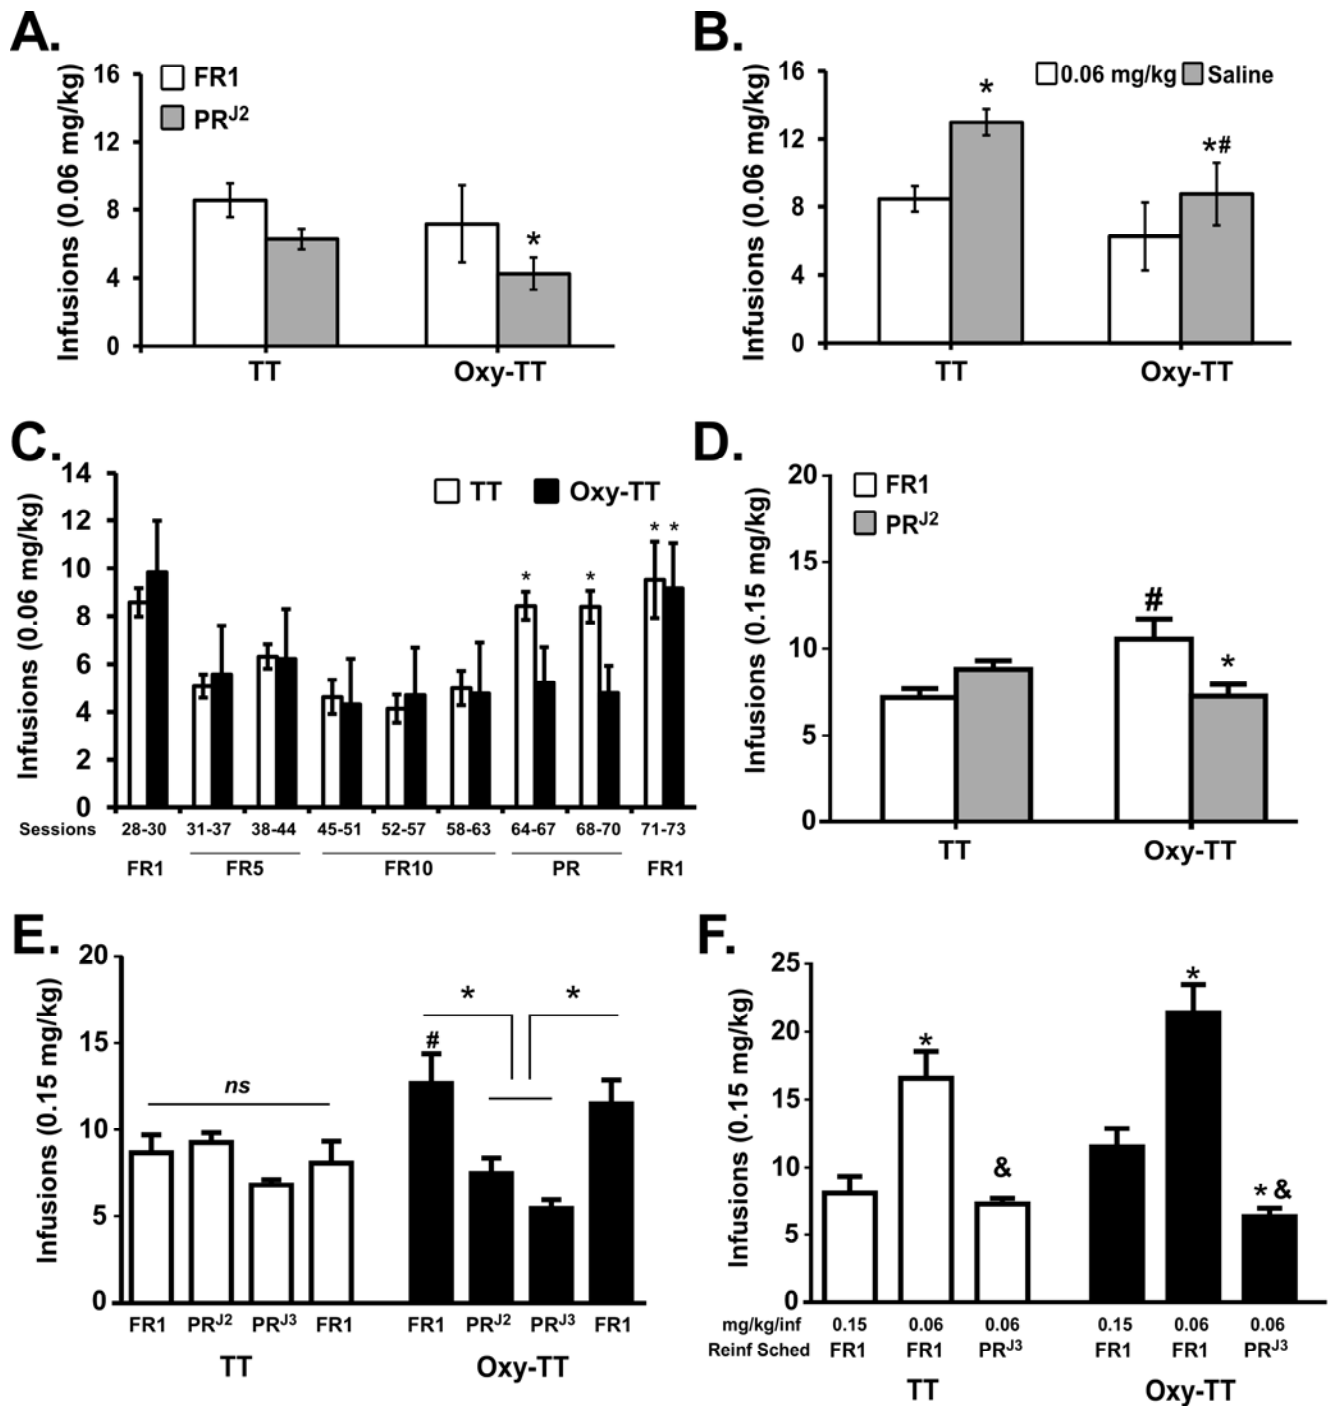 A.
Infusions (0.06 mg/kg)
16
12
8
4
0
FR1
PRJ2
*
TT
Oxy-TT
B.
Infusions (0.06 mg/kg)
16
12
8
4
0
0.06 mg/kg
Saline
*
*#
TT
Oxy-TT
C.
Infusions (0.06 mg/kg)
14
12
10
8
6
4
2
0
TT
Oxy-TT
* * * *
Sessions 28-30 31-37 38-44 45-51 52-57 58-63 64-67 68-70 71-73
FR1 FR5 FR10 PR FR1
D.
Infusions (0.15 mg/kg)
20
15
10
5
0
FR1
PRJ2
#
*
TT
Oxy-TT
E.
Infusions (0.15 mg/kg)
20
15
10
5
0
ns
* *
#
FR1 PRJ2 PRJ3 FR1 FR1 PRJ2 PRJ3 FR1
TT Oxy-TT
F.
Infusions (0.15 mg/kg)
25
20
15
10
5
0
*
&
*
* &
mg/kg/inf 0.15 0.06 0.06 0.15 0.06 0.06
Reinf Sched FR1 FR1 PRJ3 FR1 FR1 PRJ3
TT Oxy-TT